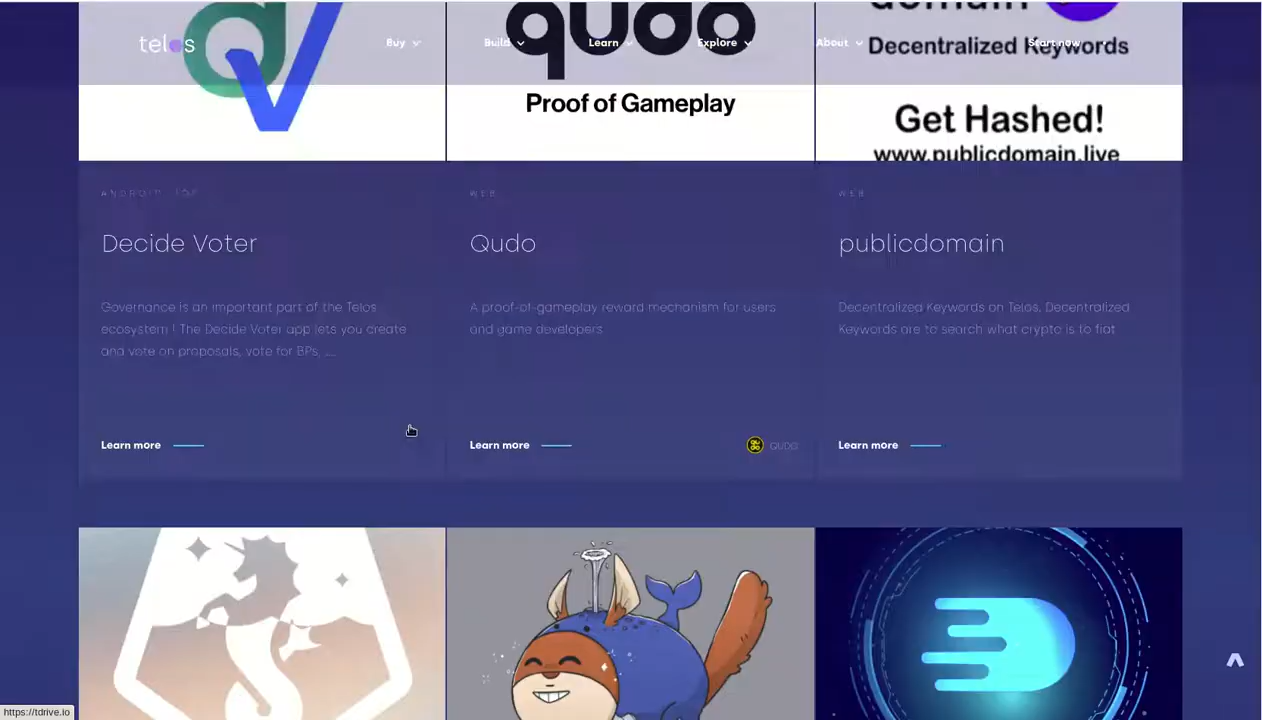 telos
Buy
Build
Learn
Explore
About
Start now
qudo
Proof of Gameplay
Decentralized Keywords
Get Hashed!
www.publicdomain.live
WEB
WEB
Decide Voter
Qudo
publicdomain
Governance is an important part of the Telos
ecosystem ! The Decide Voter app lets you create
and vote on proposals, vote for BPs, ...
A proof-of-gameplay reward mechanism for users
and game developers
Decentralized Keywords on Telos. Decentralized
Keywords are to search what crypto is to fiat
Learn more
Learn more
QUDO
Learn more
https://tdrive.io